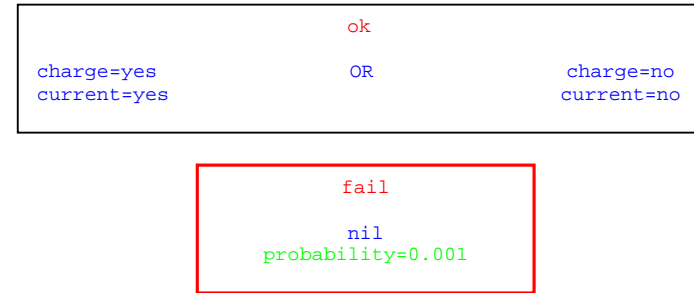 ok
charge=yes OR charge=no
current=yes current=no
fail
nil
probability=0.001